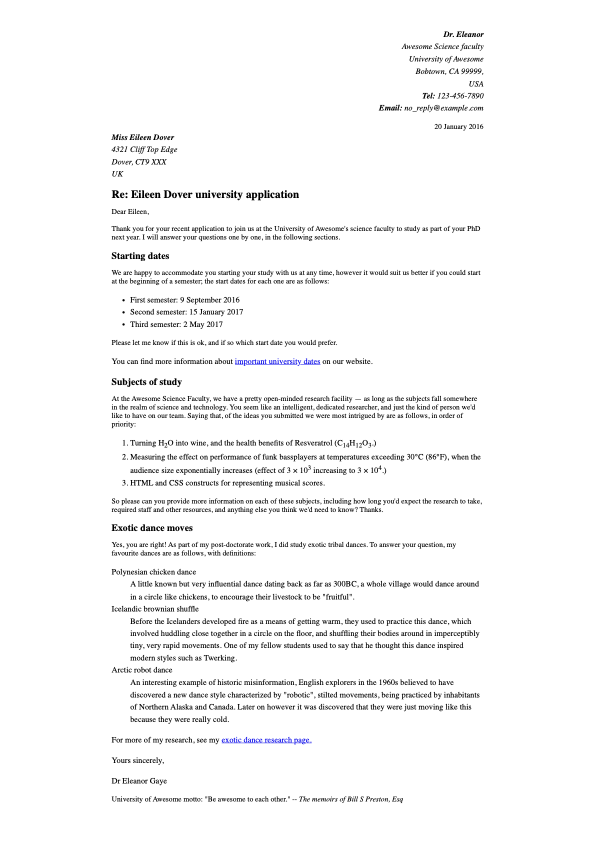 Dr. Eleanor
Awesome Science faculty
University of Awesome
Bobtown, CA 99999,
USA
Tel: 123-456-7890
Email: no_reply@example.com
20 January 2016
Miss Eileen Dover
4321 Cliff Top Edge
Dover, CT9 XXX
UK
Re: Eileen Dover university application
Dear Eileen,
Thank you for your recent application to join us at the University of Awesome's science faculty to study as part of your PhD
next year. I will answer your questions one by one, in the following sections.
Starting dates
We are happy to accommodate you starting your study with us at any time, however it would suit us better if you could start
at the beginning of a semester; the start dates for each one are as follows:
• First semester: 9 September 2016
• Second semester: 15 January 2017
• Third semester: 2 May 2017
Please let me know if this is ok, and if so which start date you would prefer.
You can find more information about important university dates on our website.
Subjects of study
At the Awesome Science Faculty, we have a pretty open-minded research facility — as long as the subjects fall somewhere
in the realm of science and technology. You seem like an intelligent, dedicated researcher, and just the kind of person we'd
like to have on our team. Saying that, of the ideas you submitted we were most intrigued by are as follows, in order of
priority:
1. Turning H₂O into wine, and the health benefits of Resveratrol (C₁₄H₁₂O₃.)
2. Measuring the effect on performance of funk bassplayers at temperatures exceeding 30°C (86°F), when the
audience size exponentially increases (effect of 3 × 10³ increasing to 3 × 10⁴.)
3. HTML and CSS constructs for representing musical scores.
So please can you provide more information on each of these subjects, including how long you'd expect the research to take,
required staff and other resources, and anything else you think we'd need to know? Thanks.
Exotic dance moves
Yes, you are right! As part of my post-doctorate work, I did study exotic tribal dances. To answer your question, my
favourite dances are as follows, with definitions:
Polynesian chicken dance
A little known but very influential dance dating back as far as 300BC, a whole village would dance around
in a circle like chickens, to encourage their livestock to be "fruitful".
Icelandic brownian shuffle
Before the Icelanders developed fire as a means of getting warm, they used to practice this dance, which
involved huddling close together in a circle on the floor, and shuffling their bodies around in imperceptibly
tiny, very rapid movements. One of my fellow students used to say that he thought this dance inspired
modern styles such as Twerking.
Arctic robot dance
An interesting example of historic misinformation, English explorers in the 1960s believed to have
discovered a new dance style characterized by "robotic", stilted movements, being practiced by inhabitants
of Northern Alaska and Canada. Later on however it was discovered that they were just moving like this
because they were really cold.
For more of my research, see my exotic dance research page.
Yours sincerely,
Dr Eleanor Gaye
University of Awesome motto: "Be awesome to each other." -- The memoirs of Bill S Preston, Esq